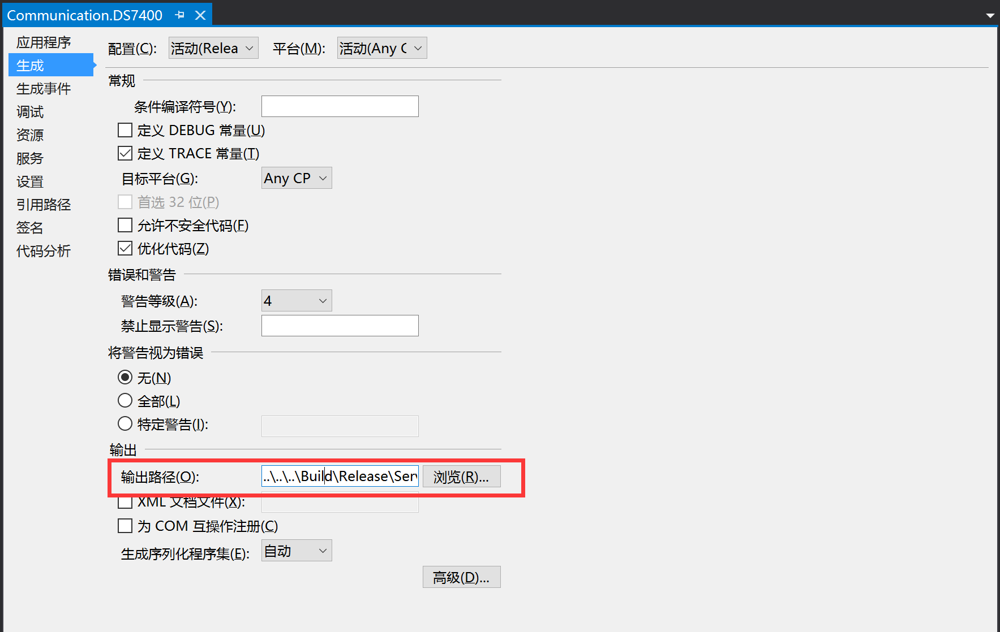 Communication.DS7400
应用程序
生成
生成事件
调试
资源
服务
设置
引用路径
签名
代码分析
配置(C): 活动(Relea 平台(M): 活动(Any C
常规
条件编译符号(Y):
定义 DEBUG 常量(U)
定义 TRACE 常量(T)
目标平台(G): Any CP
首选 32 位(P)
允许不安全代码(F)
优化代码(Z)
错误和警告
警告等级(A): 4
禁止显示警告(S):
将警告视为错误
无(N)
全部(L)
特定警告(I):
输出
输出路径(O): ..\..\..\Build\Release\Serv 浏览(R)...
XML 文档文件(X):
为 COM 互操作注册(C)
生成序列化程序集(E): 自动
高级(D)...